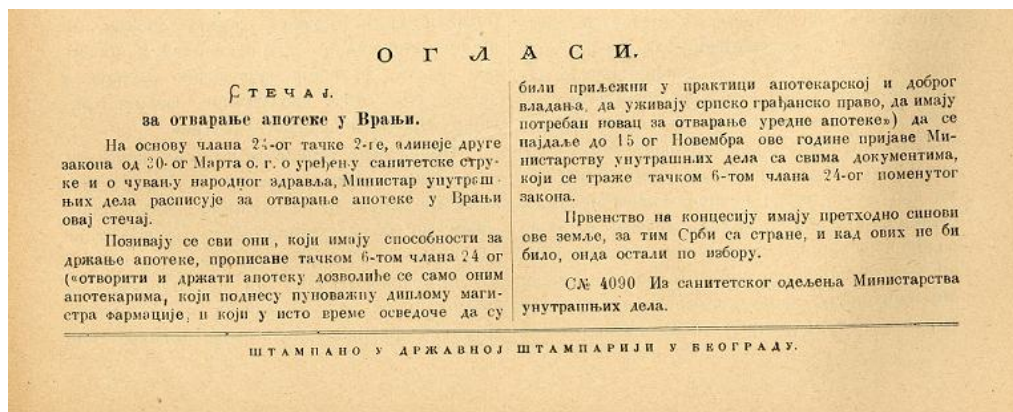 ОГЛАСИ.
СТЕЧАЈ.
за отварање апотеке у Врањи.
На основу члана 24-ог тачке 2-ге, алинеје друге
закона од 30-ог Марта о. г. о уређењу санитетске стру-
ке и о чувању народног здравља, Министар унутраш-
њих дела расписује за отварање апотеке у Врањи
овај стечај.
Позивају се сви они, који имају способности за
држање апотеке, прописане тачком 6-том члана 24 ог
(«отворити и држати апотеку дозволиће се само оним
апотекарима, који поднесу пуноважну диплому маги-
стра фармације, и који у исто време осведоче да су
били прилежни у практици апотекарској и доброг
владања, да уживају српско грађанско право, да имају
потребан новац за отварање уредне апотеке») да се
најдаље до 15 ог Новембра ове године пријаве Ми-
нистарству унутрашњих дела са свима документима,
који се траже тачком 6-том члана 24-ог поменутог
закона.
Првенство на концесију имају претходно синови
ове земље, за тим Срби са стране, и кад ових не би
било, онда остали по избору.
С№ 4090 Из санитетског одељења Министарства
унутрашњих дела.
ШТАМПАНО У ДРЖАВНОЈ ШТАМПАРИЈИ У БЕОГРАДУ.